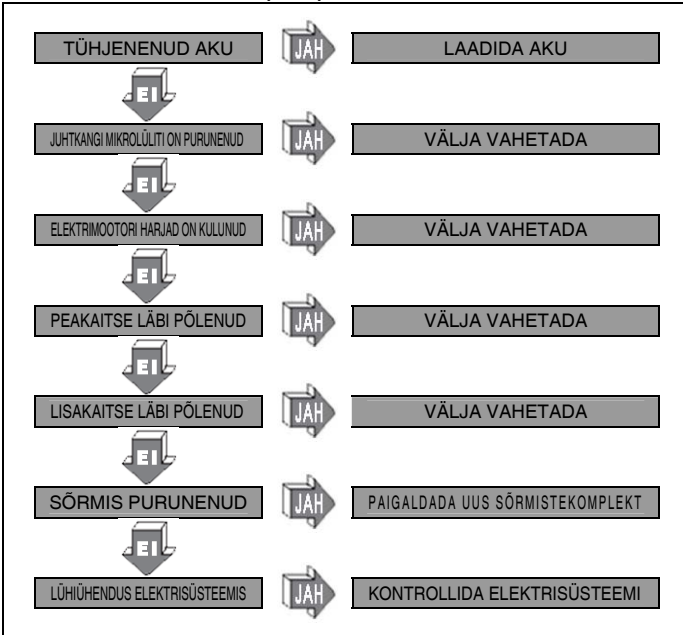 TÜHJENENUD AKU JAH LAADIDA AKU
EI
JUHTKANGI MIKROLÜLITI ON PURUNENUD JAH VÄLJA VAHETADA
EI
ELEKTRIMOOTORI HARJAD ON KULUNUD JAH VÄLJA VAHETADA
EI
PEAKAITSE LÄBI PÕLENUD JAH VÄLJA VAHETADA
EI
LISAKAITSE LÄBI PÕLENUD JAH VÄLJA VAHETADA
EI
SÕRMIS PURUNENUD JAH PAIGALDADA UUS SÕRMISTEKOMPLEKT
EI
LÜHIÜHENDUS ELEKTRISÜSTEEMIS JAH KONTROLLIDA ELEKTRISÜSTEEMI